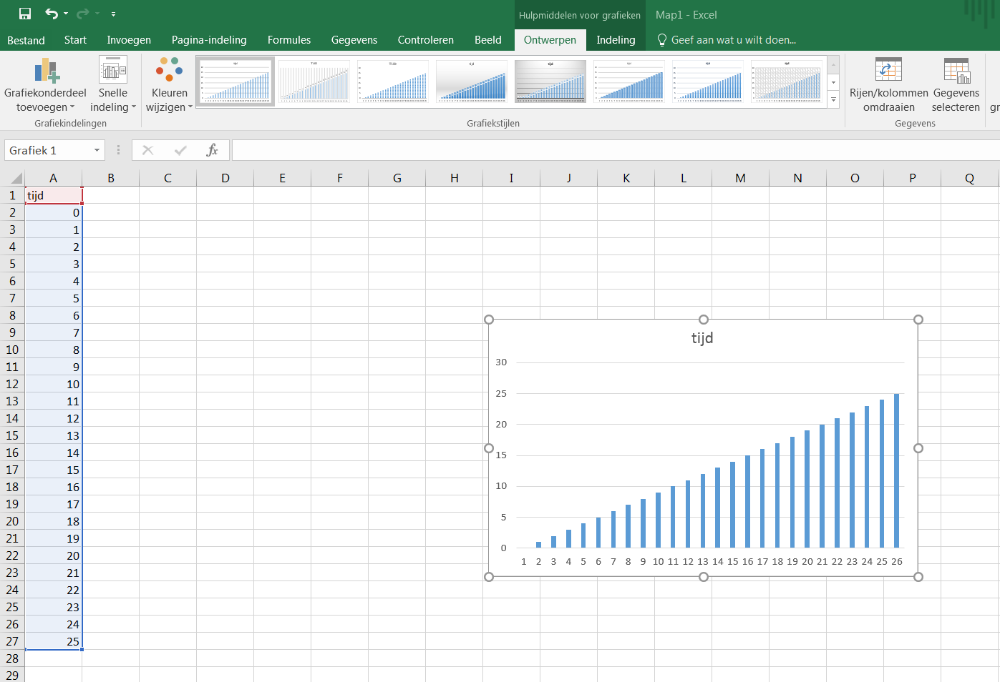 Hulpmiddelen voor grafieken
Map1 - Excel
Bestand Start Invoegen Pagina-indeling Formules Gegevens Controleren Beeld Ontwerpen Indeling Geef aan wat u wilt doen...
Grafiekonderdeel toevoegen
Snelle indeling
Kleuren wijzigen
Rijen/kolommen omdraaien
Gegevens selecteren
gr
Grafiekindelingen
Grafiekstijlen
Gegevens
Grafiek 1
fx
A B C D E F G H I J K L M N O P Q
1 tijd
2 0
3 1
4 2
5 3
6 4
7 5
8 6
9 7
10 8
11 9
12 10
13 11
14 12
15 13
16 14
17 15
18 16
19 17
20 18
21 19
22 20
23 21
24 22
25 23
26 24
27 25
28
29
tijd
30
25
20
15
10
5
0
1 2 3 4 5 6 7 8 9 10 11 12 13 14 15 16 17 18 19 20 21 22 23 24 25 26